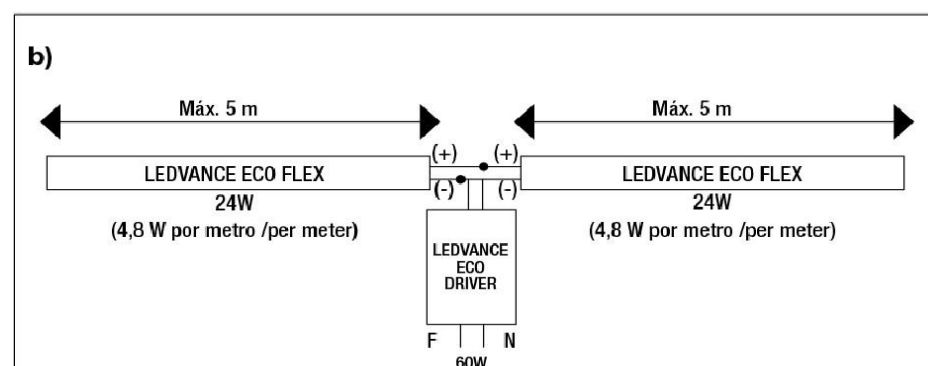 b)
Máx. 5 m
Máx. 5 m
(+)
(+)
LEDVANCE ECO FLEX
LEDVANCE ECO FLEX
(-)
(-)
24W
24W
(4,8 W por metro /per meter)
(4,8 W por metro /per meter)
LEDVANCE
ECO
DRIVER
F
N
60W